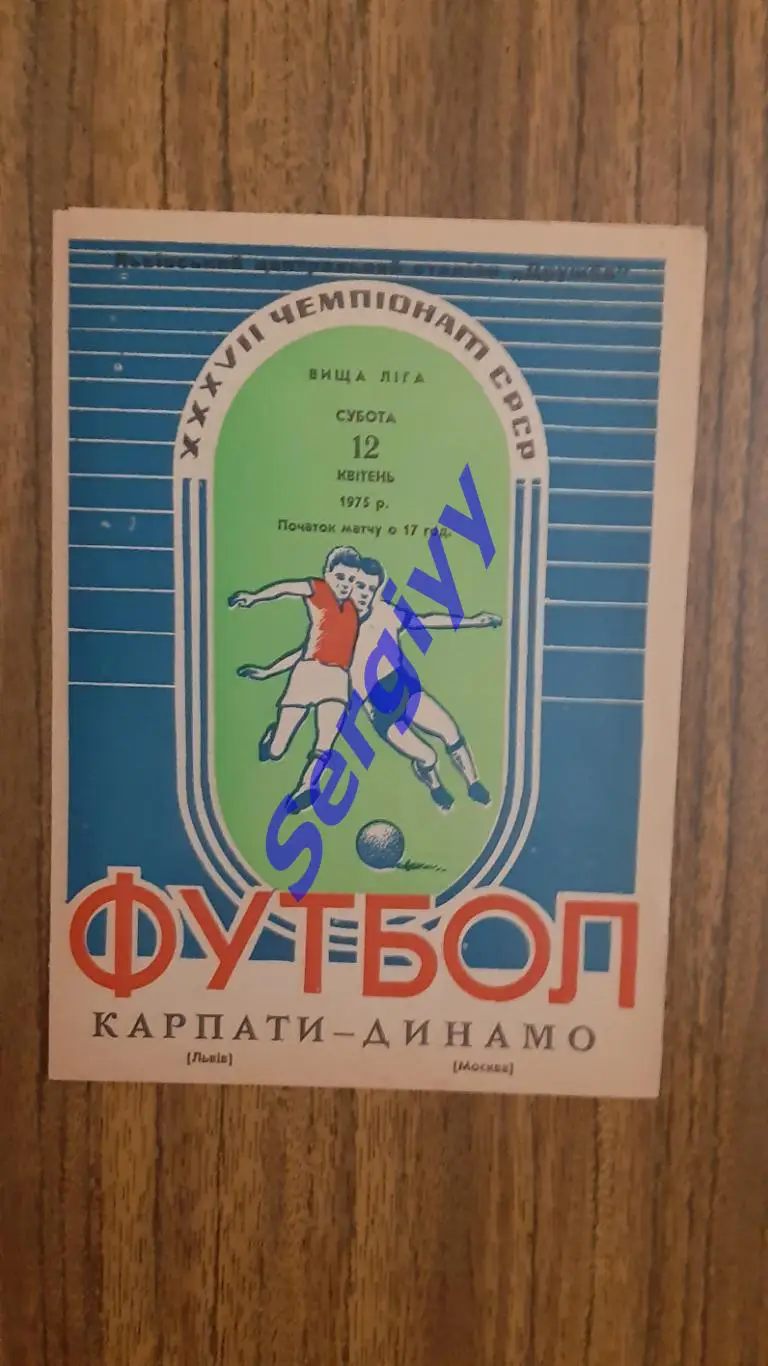 Львівський центральний стадіон „Дружба"
XXXVII ЧЕМПІОНАТ СРСР
ВИЩА ЛІГА
СУБОТА
12
КВІТЕНЬ
1975 р.
Початок матчу о 17 год.
Sergiyy
ФУТБОЛ
КАРПАТИ – ДИНАМО
(Львів) (Москва)